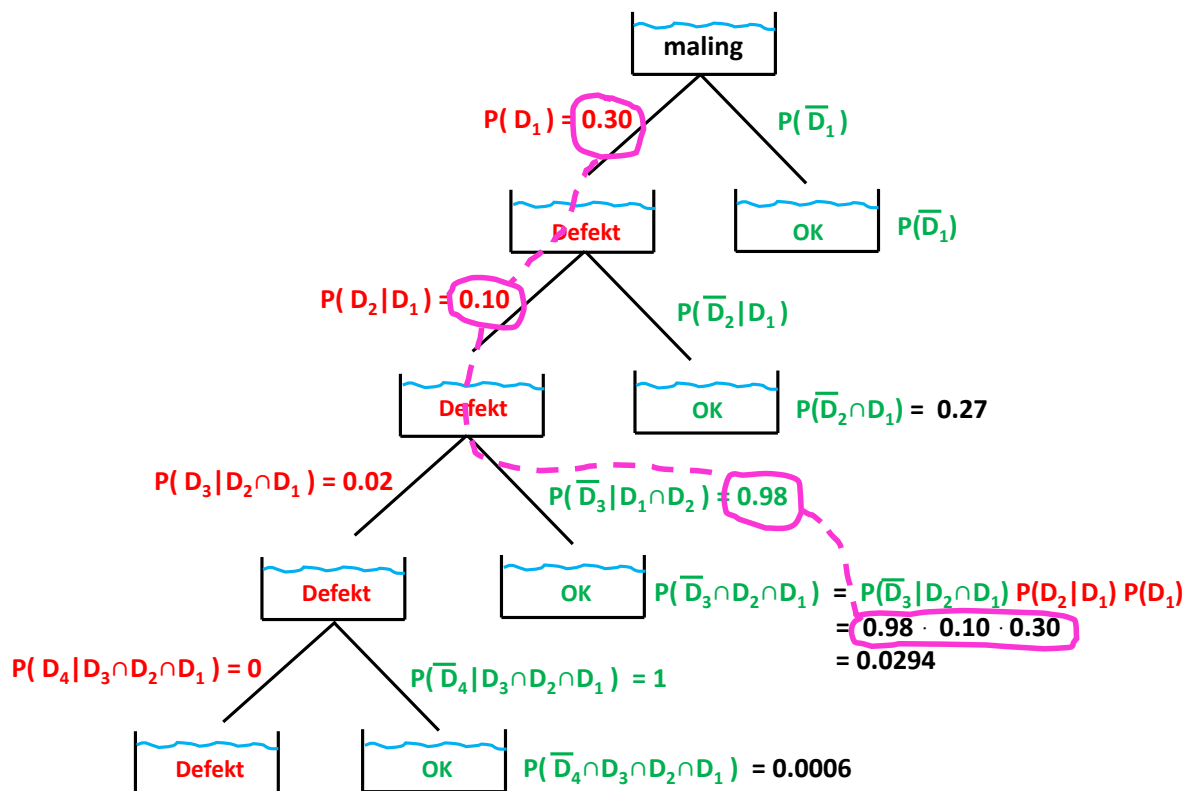 maling
P( D₁ ) = 0.30
P( D̅₁)
Defekt
OK
P(D̅₁)
P( D₂|D₁ ) = 0.10
P( D̅₂|D₁ )
Defekt
OK
P(D̅₂∩D₁) = 0.27
P( D₃|D₂∩D₁ ) = 0.02
P( D̅₃|D₁∩D₂ ) = 0.98
Defekt
OK
P( D̅₃∩D₂∩D₁) = P(D̅₃|D₂∩D₁) P(D₂|D₁) P(D₁)
= 0.98 · 0.10 · 0.30
= 0.0294
P( D₄|D₃∩D₂∩D₁ ) = 0
P( D̅₄|D₃∩D₂∩D₁ ) = 1
Defekt
OK
P( D̅₄∩D₃∩D₂∩D₁ ) = 0.0006